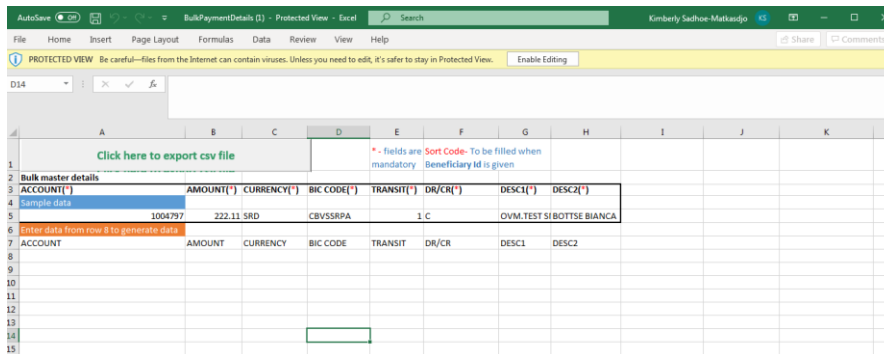 AutoSave Off BulkPaymentDetails (1) - Protected View - Excel Search Kimberly Sadhoe-Matkasdjo KS
File Home Insert Page Layout Formulas Data Review View Help Share Comments
PROTECTED VIEW Be careful—files from the Internet can contain viruses. Unless you need to edit, it's safer to stay in Protected View. Enable Editing
D14 fx
A B C D E F G H I J K
Click here to export csv file
* - fields are mandatory
Sort Code- To be filled when Beneficiary Id is given
1
2 Bulk master details
3 ACCOUNT(*) AMOUNT(*) CURRENCY(*) BIC CODE(*) TRANSIT(*) DR/CR(*) DESC1(*) DESC2(*)
4 Sample data
5 1004797 222.11 SRD CBVSSRPA 1 C OVM.TEST SI BOTTSE BIANCA
6 Enter data from row 8 to generate data
7 ACCOUNT AMOUNT CURRENCY BIC CODE TRANSIT DR/CR DESC1 DESC2
8
9
10
11
12
13
14
15